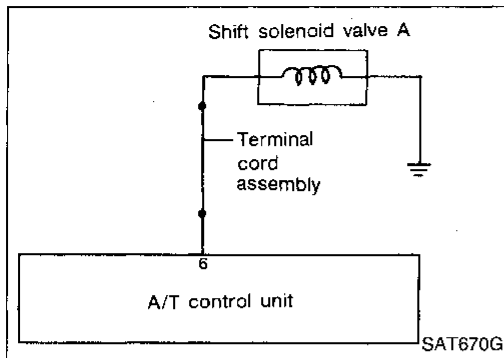 Shift solenoid valve A
Terminal
cord
assembly
6
A/T control unit
SAT670G